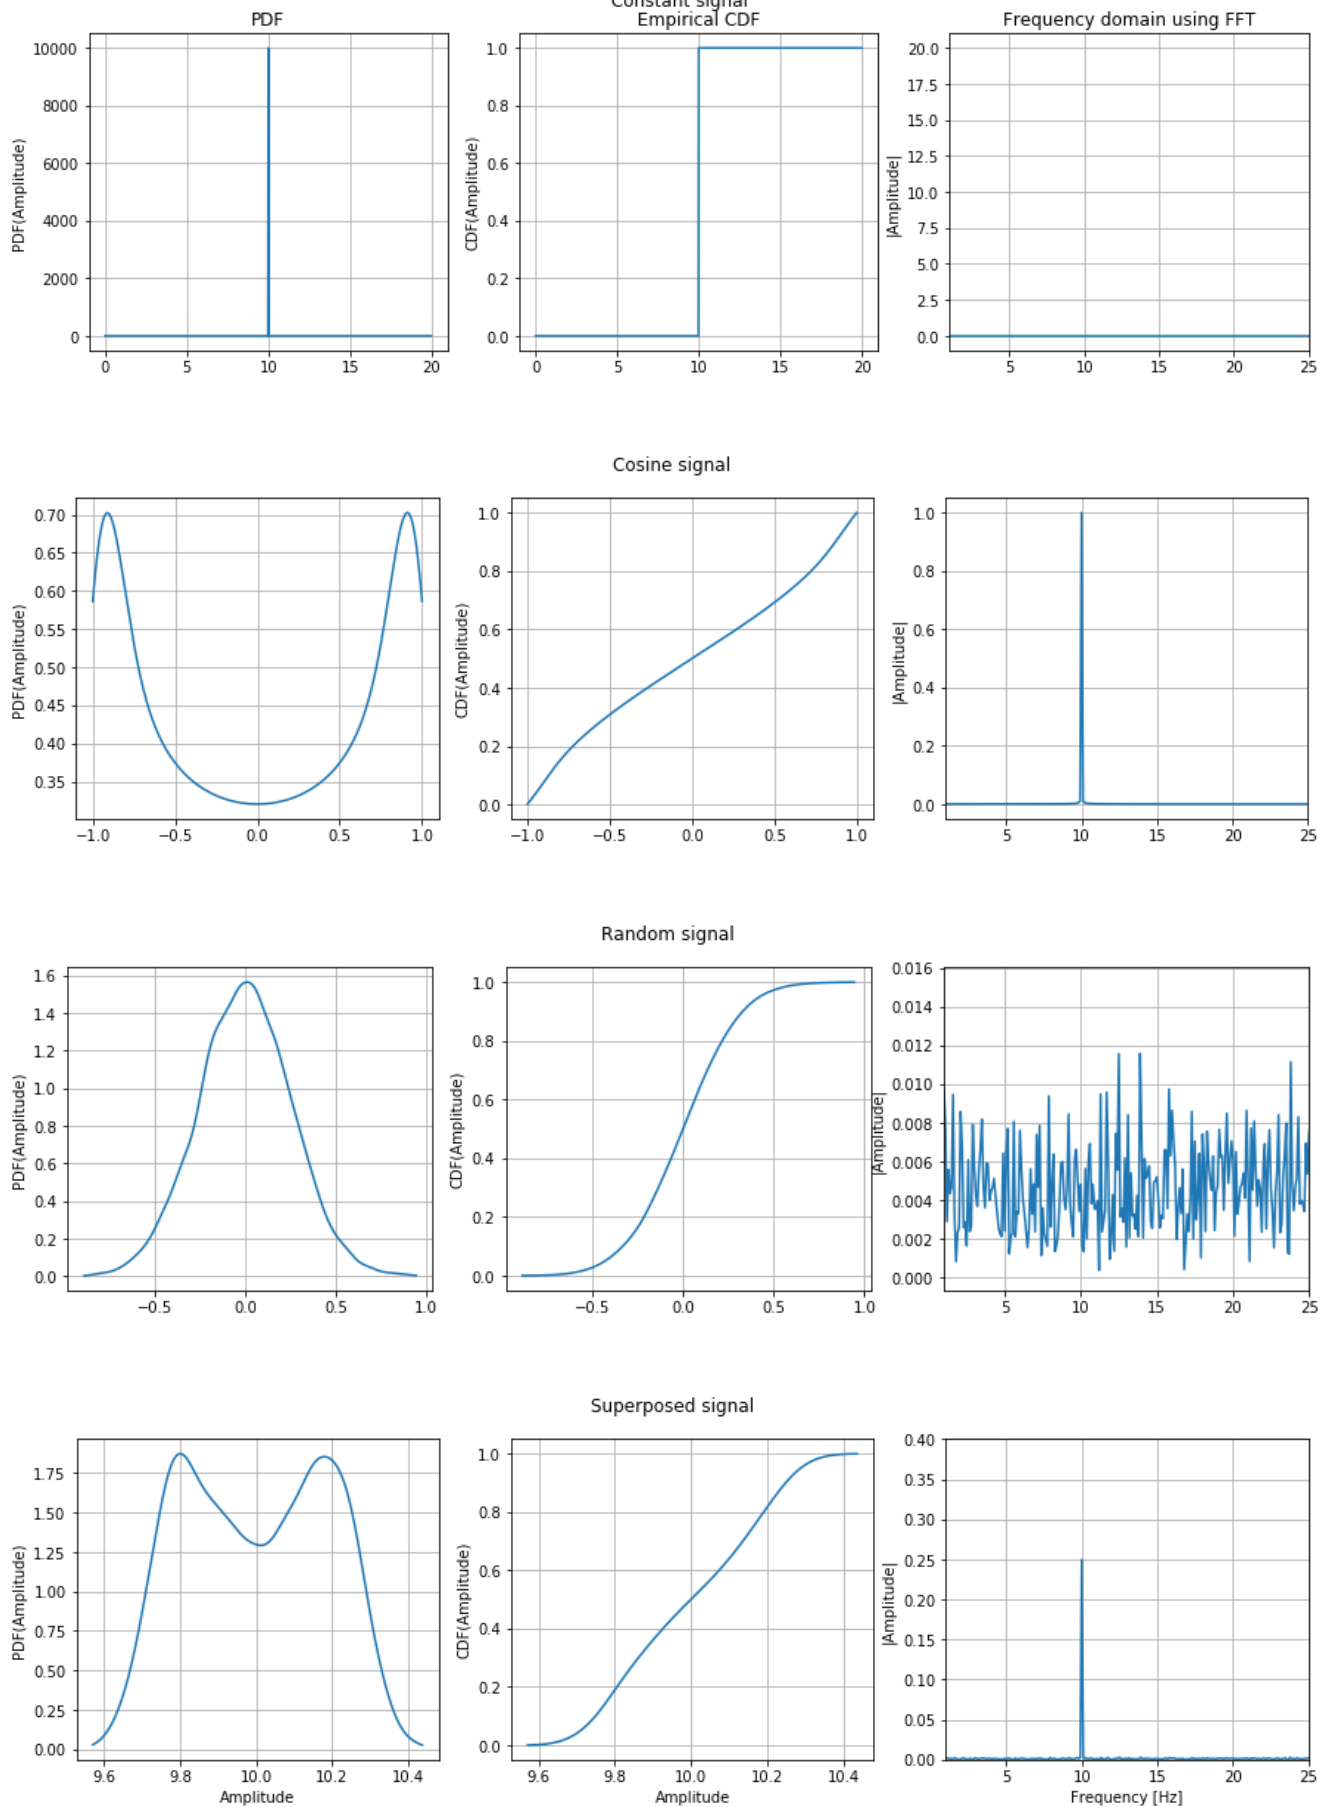 Constant signal
PDF
Empirical CDF
Frequency domain using FFT
PDF(Amplitude)
10000
8000
6000
4000
2000
0
0 5 10 15 20
CDF(Amplitude)
1.0
0.8
0.6
0.4
0.2
0.0
0 5 10 15 20
|Amplitude|
20.0
17.5
15.0
12.5
10.0
7.5
5.0
2.5
0.0
5 10 15 20 25
Cosine signal
PDF(Amplitude)
0.70
0.65
0.60
0.55
0.50
0.45
0.40
0.35
−1.0 −0.5 0.0 0.5 1.0
CDF(Amplitude)
1.0
0.8
0.6
0.4
0.2
0.0
−1.0 −0.5 0.0 0.5 1.0
|Amplitude|
1.0
0.8
0.6
0.4
0.2
0.0
5 10 15 20 25
Random signal
PDF(Amplitude)
1.6
1.4
1.2
1.0
0.8
0.6
0.4
0.2
0.0
−0.5 0.0 0.5 1.0
CDF(Amplitude)
1.0
0.8
0.6
0.4
0.2
0.0
−0.5 0.0 0.5 1.0
|Amplitude|
0.016
0.014
0.012
0.010
0.008
0.006
0.004
0.002
0.000
5 10 15 20 25
Superposed signal
PDF(Amplitude)
1.75
1.50
1.25
1.00
0.75
0.50
0.25
0.00
9.6 9.8 10.0 10.2 10.4
Amplitude
CDF(Amplitude)
1.0
0.8
0.6
0.4
0.2
0.0
9.6 9.8 10.0 10.2 10.4
Amplitude
|Amplitude|
0.40
0.35
0.30
0.25
0.20
0.15
0.10
0.05
0.00
5 10 15 20 25
Frequency [Hz]